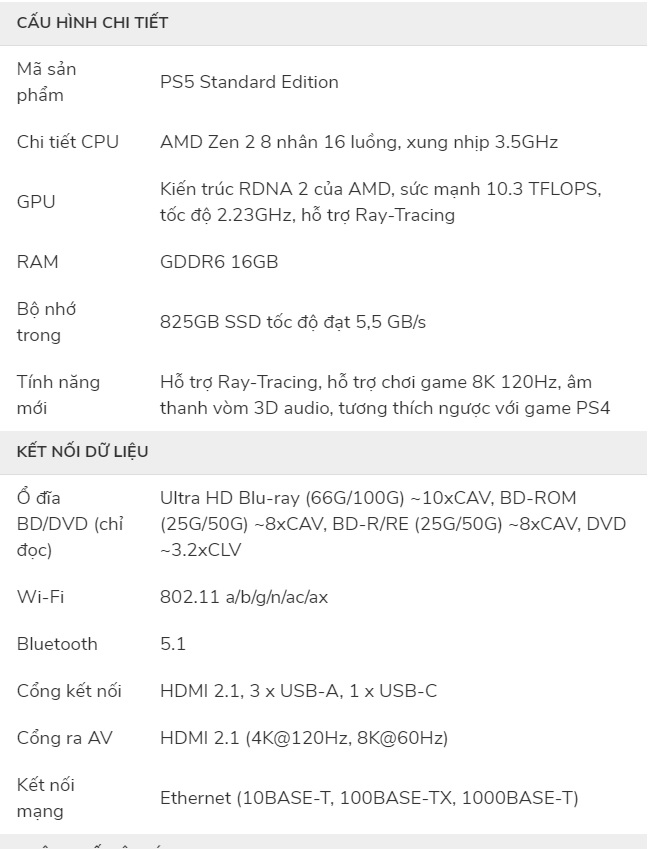 CẤU HÌNH CHI TIẾT
Mã sản
phẩm
PS5 Standard Edition
Chi tiết CPU
AMD Zen 2 8 nhân 16 luồng, xung nhịp 3.5GHz
GPU
Kiến trúc RDNA 2 của AMD, sức mạnh 10.3 TFLOPS,
tốc độ 2.23GHz, hỗ trợ Ray-Tracing
RAM
GDDR6 16GB
Bộ nhớ
trong
825GB SSD tốc độ đạt 5,5 GB/s
Tính năng
mới
Hỗ trợ Ray-Tracing, hỗ trợ chơi game 8K 120Hz, âm
thanh vòm 3D audio, tương thích ngược với game PS4
KẾT NỐI DỮ LIỆU
Ổ đĩa
BD/DVD (chỉ
đọc)
Ultra HD Blu-ray (66G/100G) ~10xCAV, BD-ROM
(25G/50G) ~8xCAV, BD-R/RE (25G/50G) ~8xCAV, DVD
~3.2xCLV
Wi-Fi
802.11 a/b/g/n/ac/ax
Bluetooth
5.1
Cổng kết nối
HDMI 2.1, 3 x USB-A, 1 x USB-C
Cổng ra AV
HDMI 2.1 (4K@120Hz, 8K@60Hz)
Kết nối
mạng
Ethernet (10BASE-T, 100BASE-TX, 1000BASE-T)